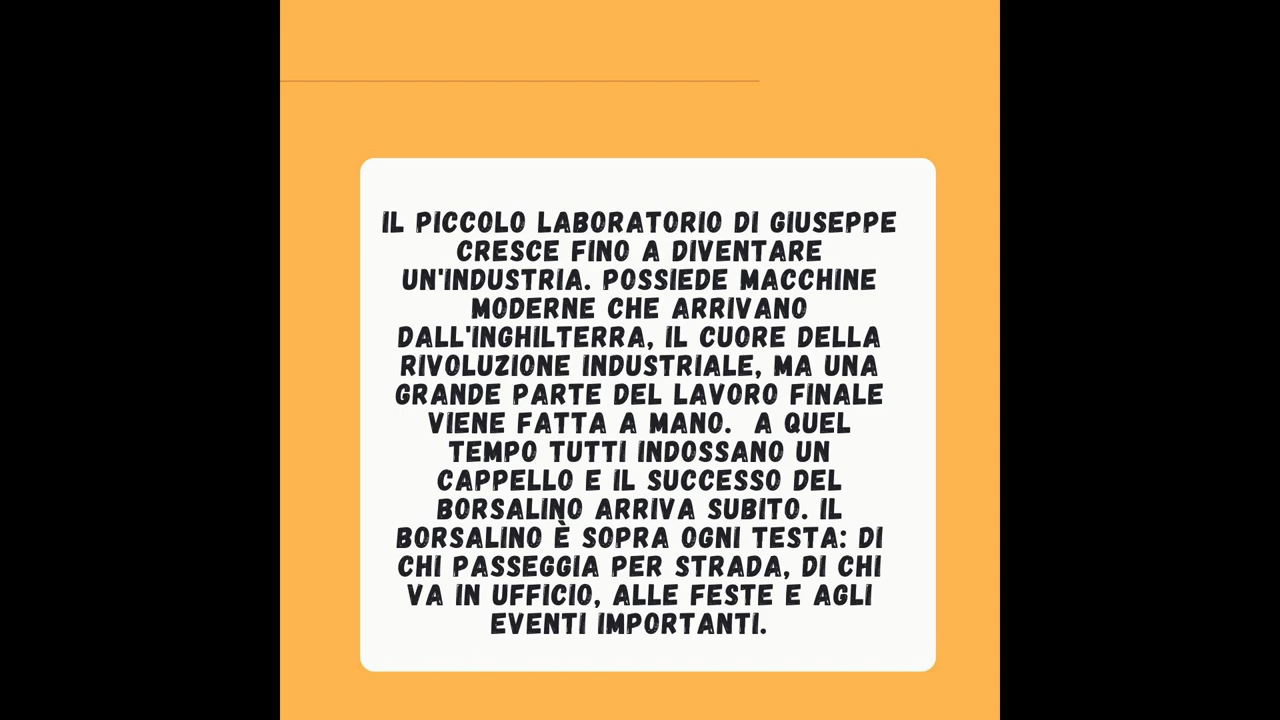 IL PICCOLO LABORATORIO DI GIUSEPPE
CRESCE FINO A DIVENTARE
UN'INDUSTRIA. POSSIEDE MACCHINE
MODERNE CHE ARRIVANO
DALL'INGHILTERRA, IL CUORE DELLA
RIVOLUZIONE INDUSTRIALE, MA UNA
GRANDE PARTE DEL LAVORO FINALE
VIENE FATTA A MANO. A QUEL
TEMPO TUTTI INDOSSANO UN
CAPPELLO E IL SUCCESSO DEL
BORSALINO ARRIVA SUBITO. IL
BORSALINO È SOPRA OGNI TESTA: DI
CHI PASSEGGIA PER STRADA, DI CHI
VA IN UFFICIO, ALLE FESTE E AGLI
EVENTI IMPORTANTI.